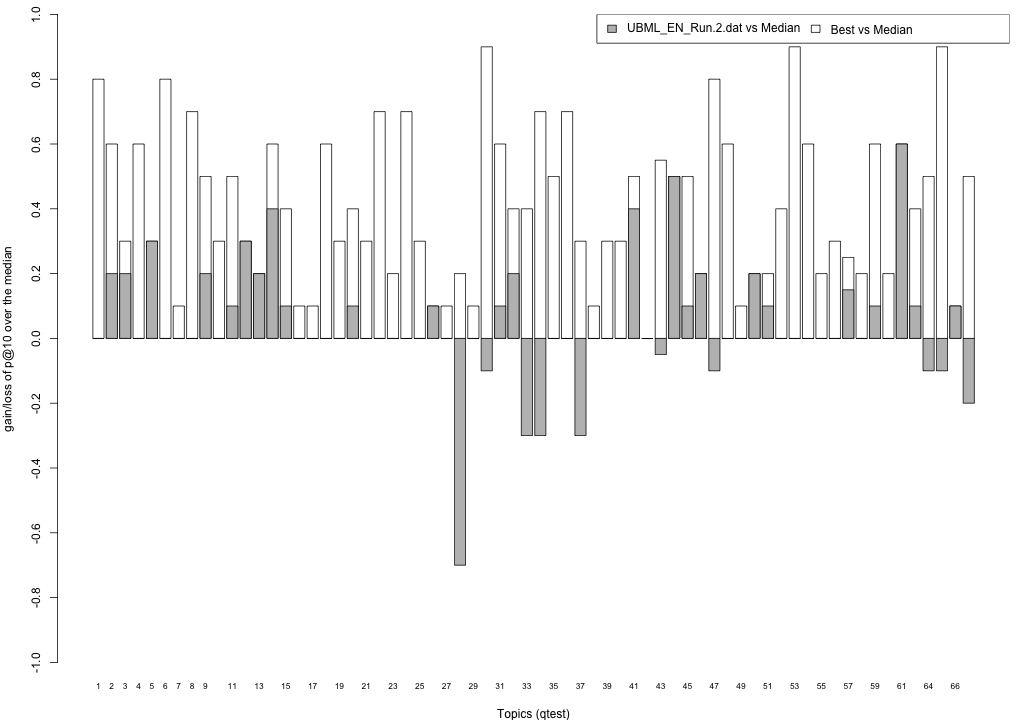 UBML_EN_Run.2.dat vs Median Best vs Median
1.0
0.8
0.6
0.4
0.2
0.0
-0.2
-0.4
-0.6
-0.8
-1.0
gain/loss of p@10 over the median
1 2 3 4 5 6 7 8 9 11 13 15 17 19 21 23 25 27 29 31 33 35 37 39 41 43 45 47 49 51 53 55 57 59 61 64 66
Topics (qtest)